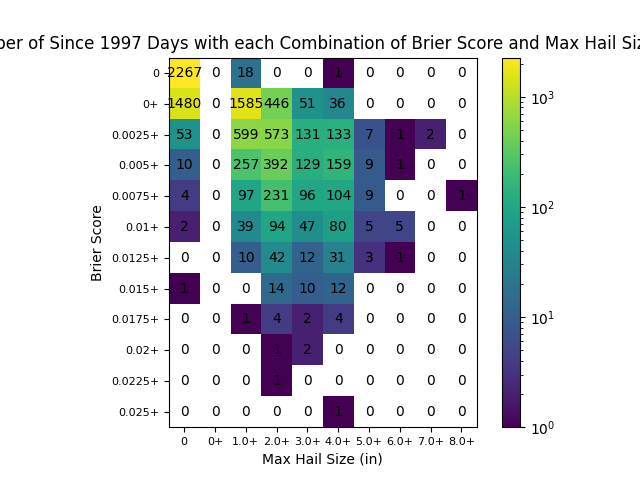 ber of Since 1997 Days with each Combination of Brier Score and Max Hail Siz
0 2267 0 18 0 0 1 0 0 0 0
0+ 1480 0 1585 446 51 36 0 0 0 0
0.0025+ 53 0 599 573 131 133 7 1 2 0
0.005+ 10 0 257 392 129 159 9 1 0 0
0.0075+ 4 0 97 231 96 104 9 0 0 1
0.01+ 2 0 39 94 47 80 5 5 0 0
0.0125+ 0 0 10 42 12 31 3 1 0 0
0.015+ 1 0 0 14 10 12 0 0 0 0
0.0175+ 0 0 1 4 2 4 0 0 0 0
0.02+ 0 0 0 1 2 0 0 0 0 0
0.0225+ 0 0 0 1 0 0 0 0 0 0
0.025+ 0 0 0 0 0 1 0 0 0 0
0 0+ 1.0+ 2.0+ 3.0+ 4.0+ 5.0+ 6.0+ 7.0+ 8.0+
Max Hail Size (in)
Brier Score
10³
10²
10¹
10⁰